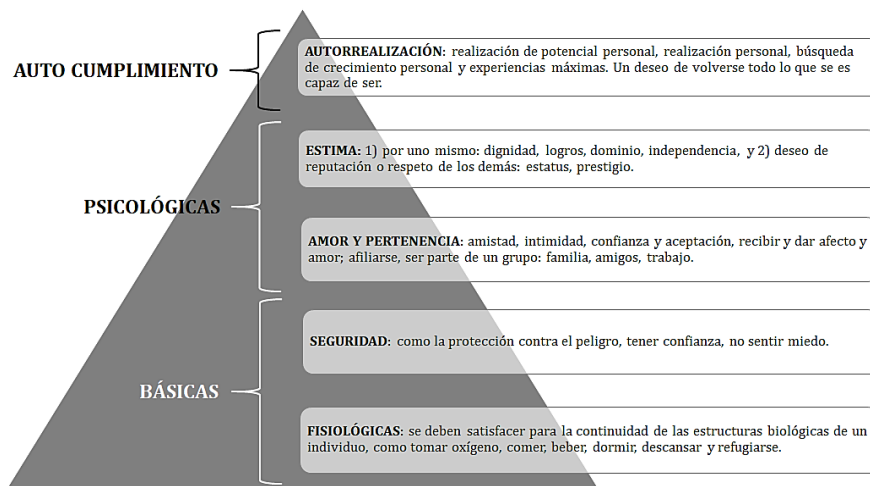 AUTO CUMPLIMIENTO
AUTORREALIZACIÓN: realización de potencial personal, realización personal, búsqueda
de crecimiento personal y experiencias máximas. Un deseo de volverse todo lo que se es
capaz de ser.
PSICOLÓGICAS
ESTIMA: 1) por uno mismo: dignidad, logros, dominio, independencia, y 2) deseo de
reputación o respeto de los demás: estatus, prestigio.
AMOR Y PERTENENCIA: amistad, intimidad, confianza y aceptación, recibir y dar afecto y
amor; afiliarse, ser parte de un grupo: familia, amigos, trabajo.
BÁSICAS
SEGURIDAD: como la protección contra el peligro, tener confianza, no sentir miedo.
FISIOLÓGICAS: se deben satisfacer para la continuidad de las estructuras biológicas de un
individuo, como tomar oxígeno, comer, beber, dormir, descansar y refugiarse.